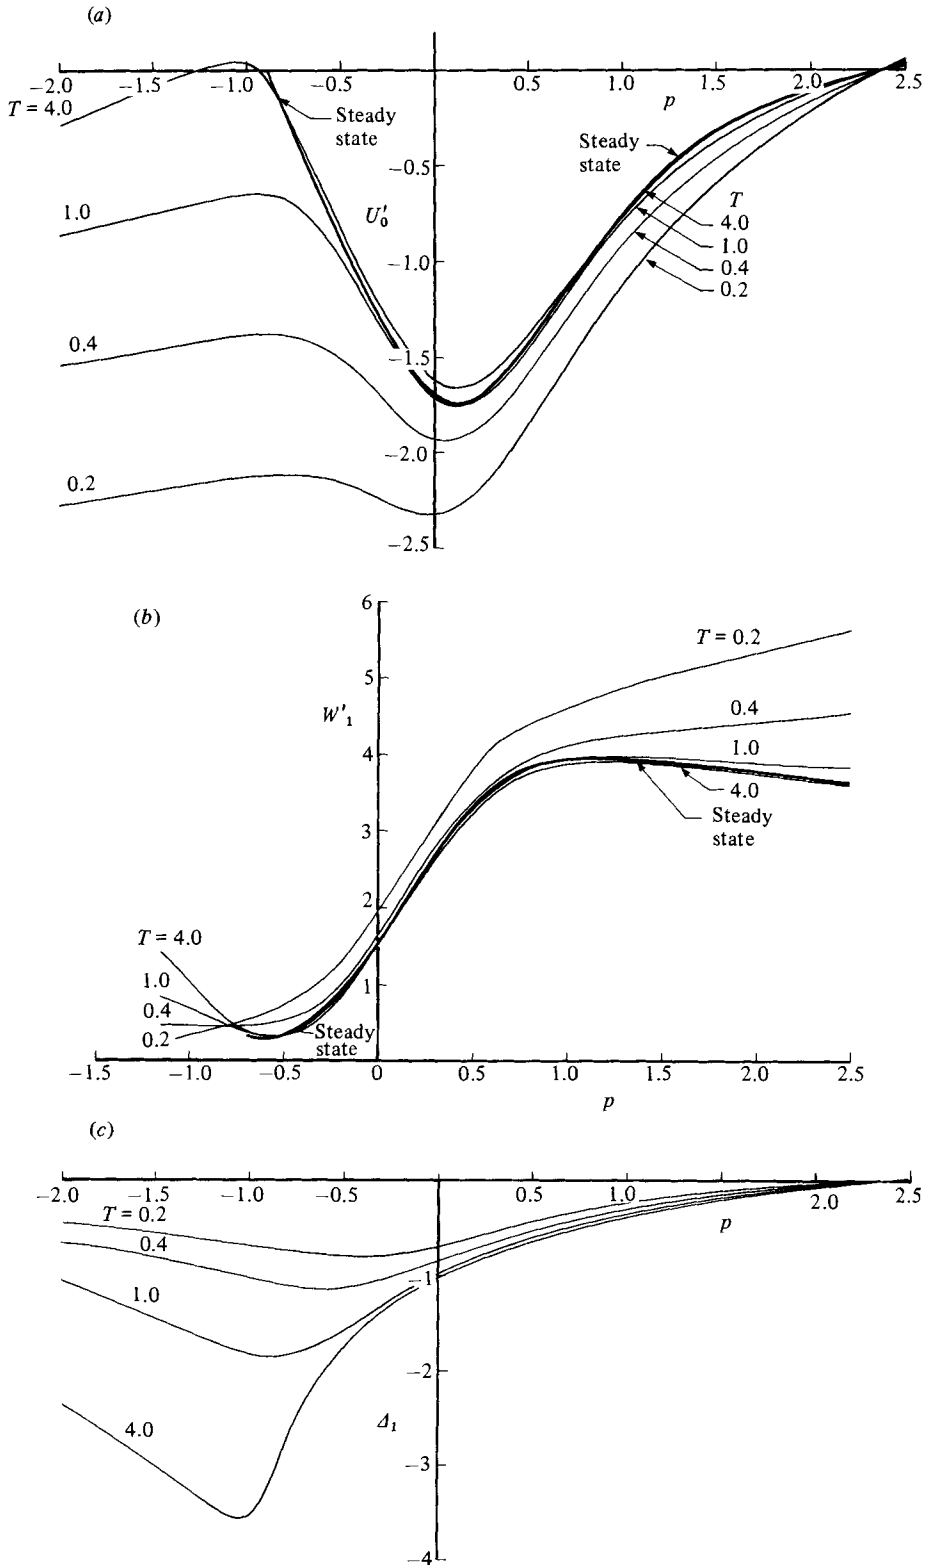 (a)
−2.0 −1.5 −1.0 −0.5 0.5 1.0 1.5 2.0 2.5
p
T = 4.0
Steady
state
Steady
state
−0.5
1.0
U′0
T
4.0
1.0
0.4
0.2
−1.0
0.4
−1.5
−2.0
0.2
−2.5
(b)
6
T = 0.2
5
W′1
0.4
4
1.0
4.0
Steady
state
3
2
T = 4.0
1.0
1
0.4
0.2
Steady
state
−1.5 −1.0 −0.5 0 0.5 1.0 1.5 2.0 2.5
p
(c)
−2.0 −1.5 −1.0 −0.5 0.5 1.0 2.0 2.5
p
T = 0.2
0.4
−1
1.0
−2
4.0
Δ1
−3
−4